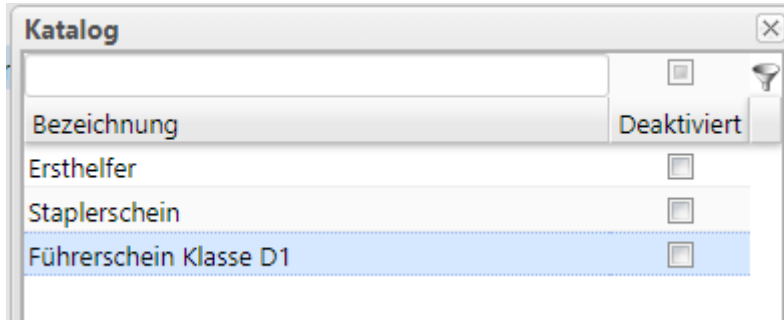 Katalog
Bezeichnung Deaktiviert
Ersthelfer
Staplerschein
Führerschein Klasse D1